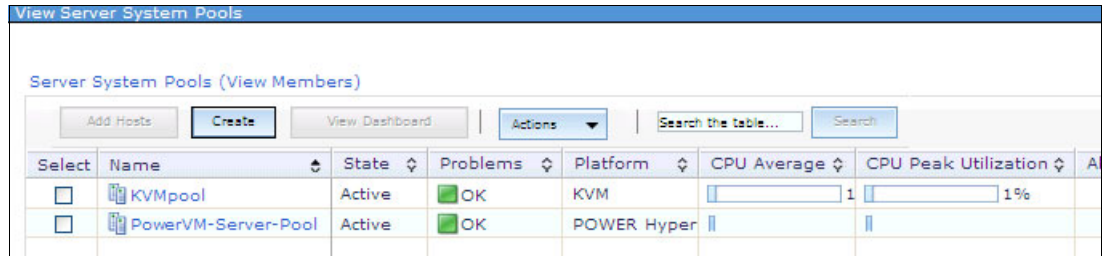 View Server System Pools
Server System Pools (View Members)
Add Hosts Create View Dashboard Actions Search the table... Search
Select Name State Problems Platform CPU Average CPU Peak Utilization Al
KVMpool Active OK KVM 1 1%
PowerVM-Server-Pool Active OK POWER Hyper